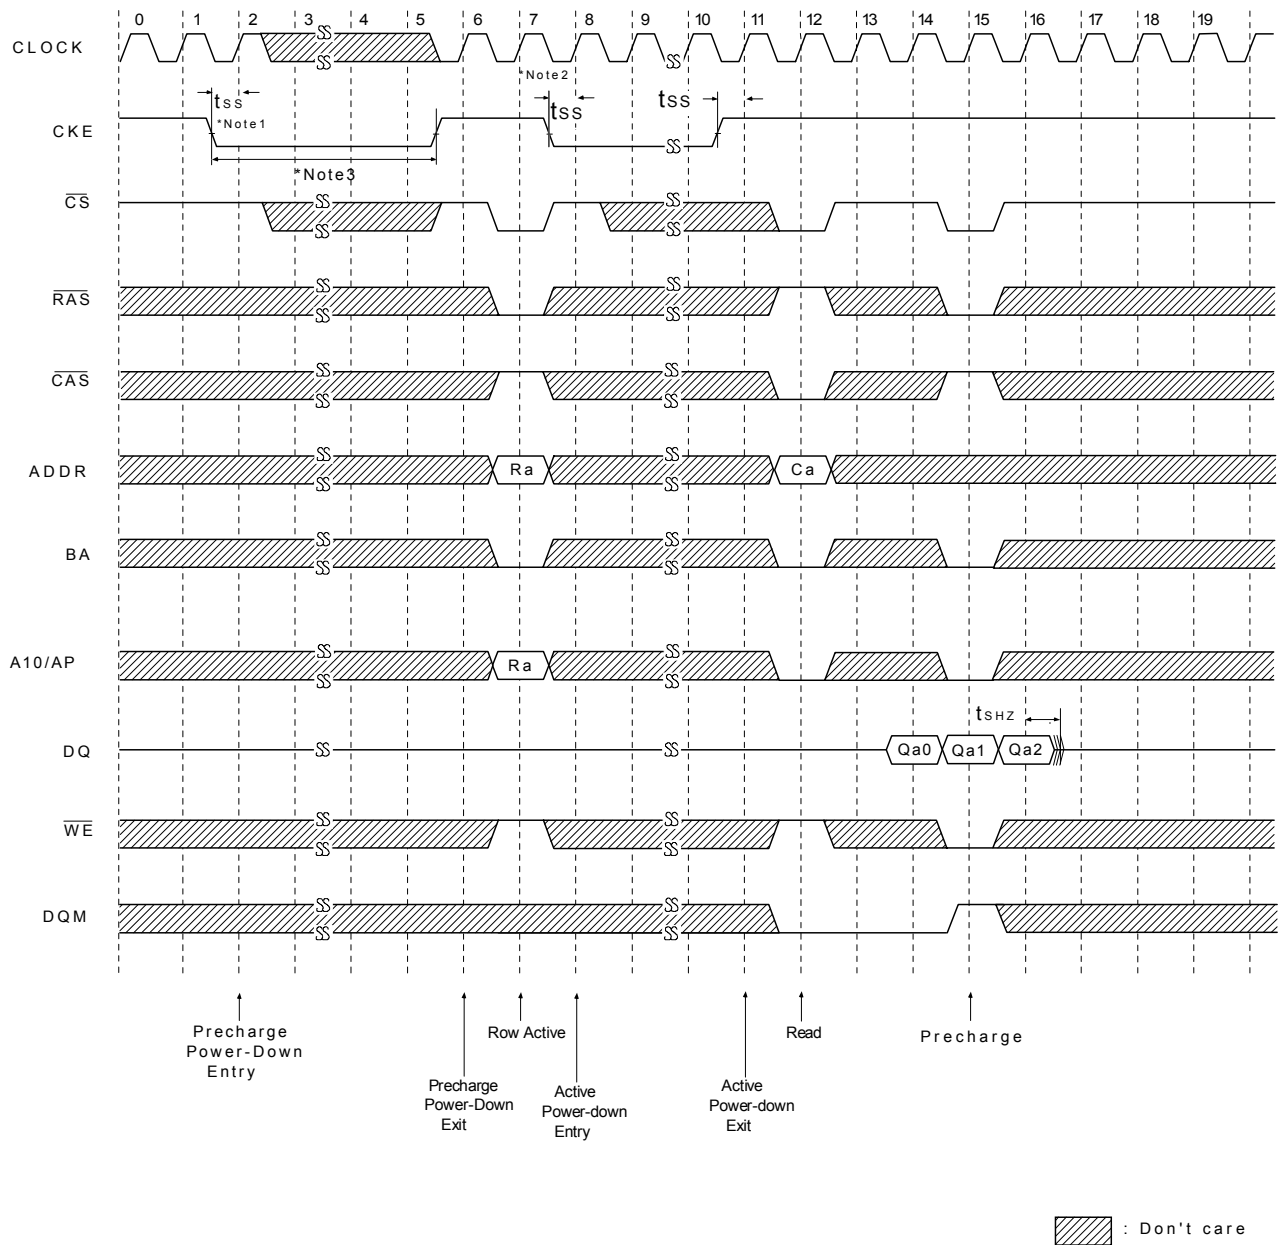 0 1 2 3 4 5 6 7 8 9 10 11 12 13 14 15 16 17 18 19
CLOCK
*Note2
tss
tss
tss
*Note1
CKE
*Note3
CS
RAS
CAS
ADDR
Ra
Ca
BA
A10/AP
Ra
tSHZ
DQ
Qa0
Qa1
Qa2
WE
DQM
Precharge
Power-Down
Entry
Row Active
Read
Precharge
Precharge
Power-Down
Exit
Active
Power-down
Entry
Active
Power-down
Exit
: Don't care